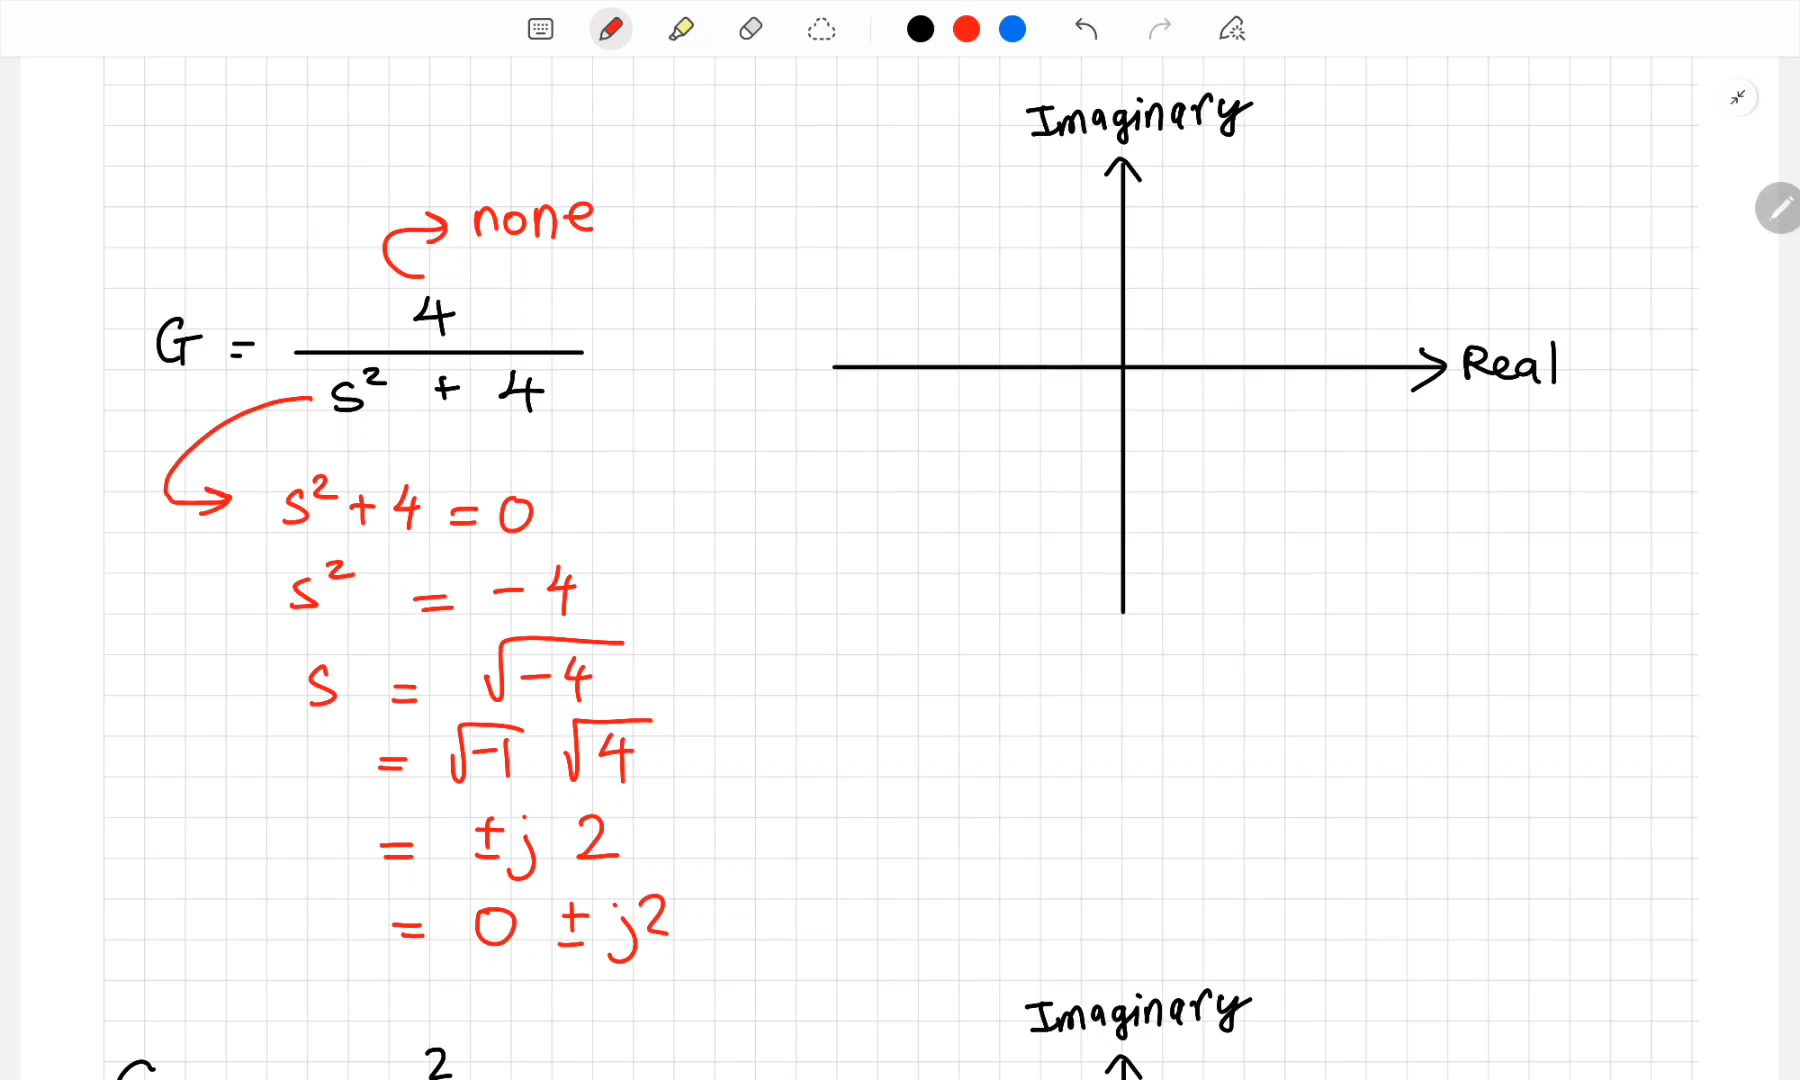 Imaginary
none
G = 4 / s² + 4
Real
s² + 4 = 0
s² = - 4
s = √-4
= √-1 √4
= ±j 2
= 0 ± j2
Imaginary
2